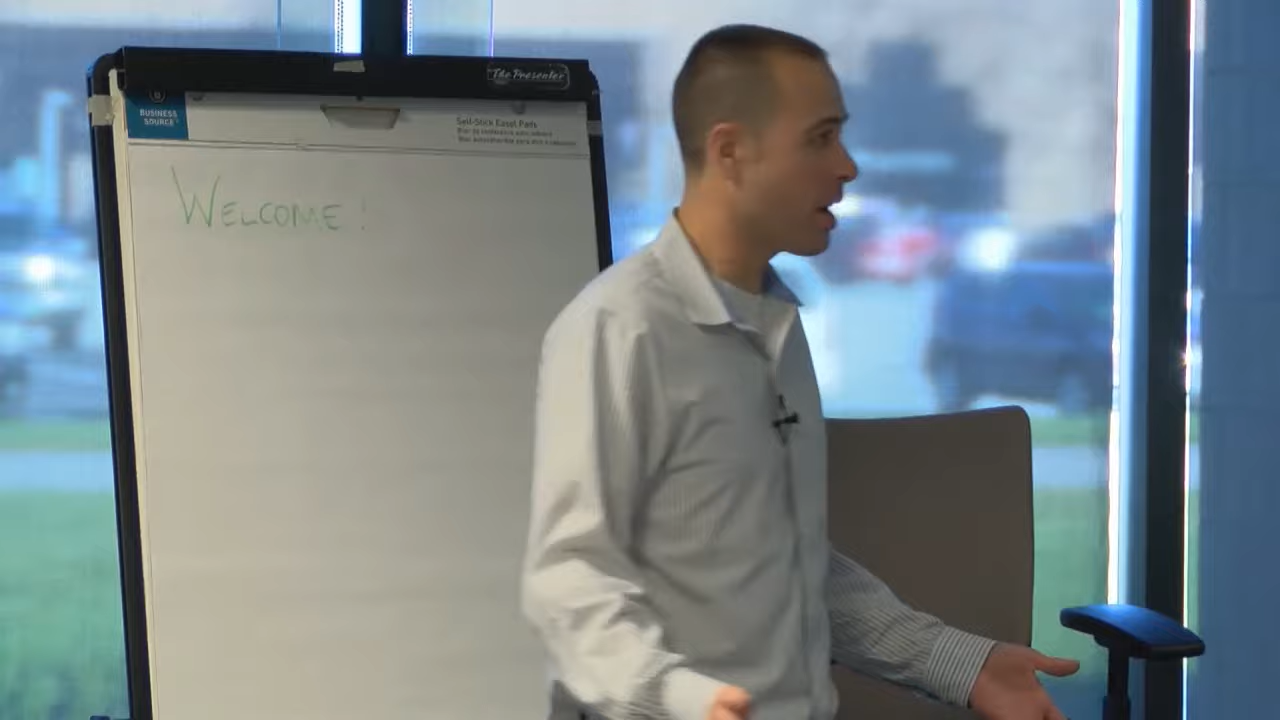 The Presenter
BUSINESS
SOURCE
Self-Stick Easel Pads
WELCOME!